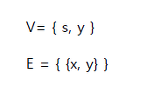 V= { s, y }
E = { {x, y} }